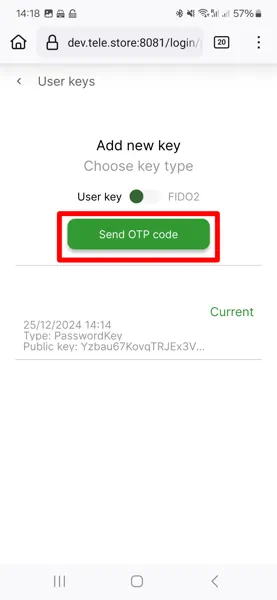 14:18 57%
dev.tele.store:8081/login/ 20
User keys
Add new key
Choose key type
User key FIDO2
Send OTP code
Current
25/12/2024 14:14
Type: PasswordKey
Public key: Yzbau67KovqTRJEx3V...